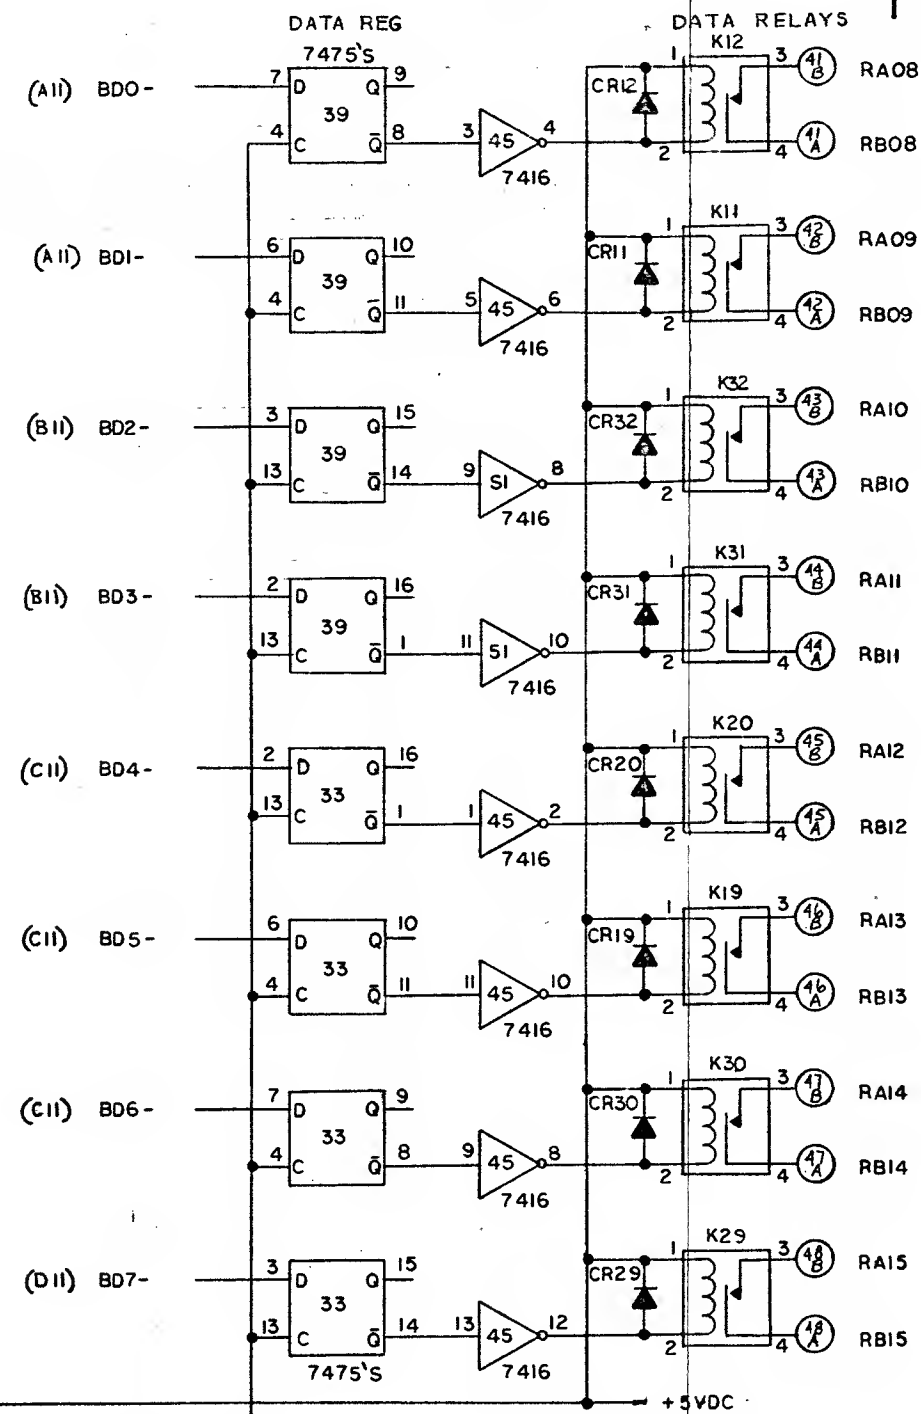 DATA REG
DATA RELAYS
7475'S
K12
(A11) BD0-
7 D Q 9
39
4 C Q̅ 8
3 45 4
7416
CR12
1
2
3 41 B RA08
4 41 A RB08
K11
(A11) BD1-
6 D Q 10
39
4 C Q̅ 11
5 45 6
7416
CR11
1
2
3 42 B RA09
4 42 A RB09
K32
(B11) BD2-
3 D Q 15
39
13 C Q̅ 14
9 51 8
7416
CR32
1
2
3 43 B RA10
4 43 A RB10
K31
(B11) BD3-
2 D Q 16
39
13 C Q̅ 1
11 51 10
7416
CR31
1
2
3 44 B RA11
4 44 A RB11
K20
(C11) BD4-
2 D Q 16
33
13 C Q̅ 1
1 45 2
7416
CR20
1
2
3 45 B RA12
4 45 A RB12
K19
(C11) BD5-
6 D Q 10
33
4 C Q̅ 11
11 45 10
7416
CR19
1
2
3 46 B RA13
4 46 A RB13
K30
(C11) BD6-
7 D Q 9
33
4 C Q̅ 8
9 45 8
7416
CR30
1
2
3 47 B RA14
4 47 A RB14
K29
(D11) BD7-
3 D Q 15
33
13 C Q̅ 14
13 45 12
7416
CR29
1
2
3 48 B RA15
4 48 A RB15
7475'S
+5VDC